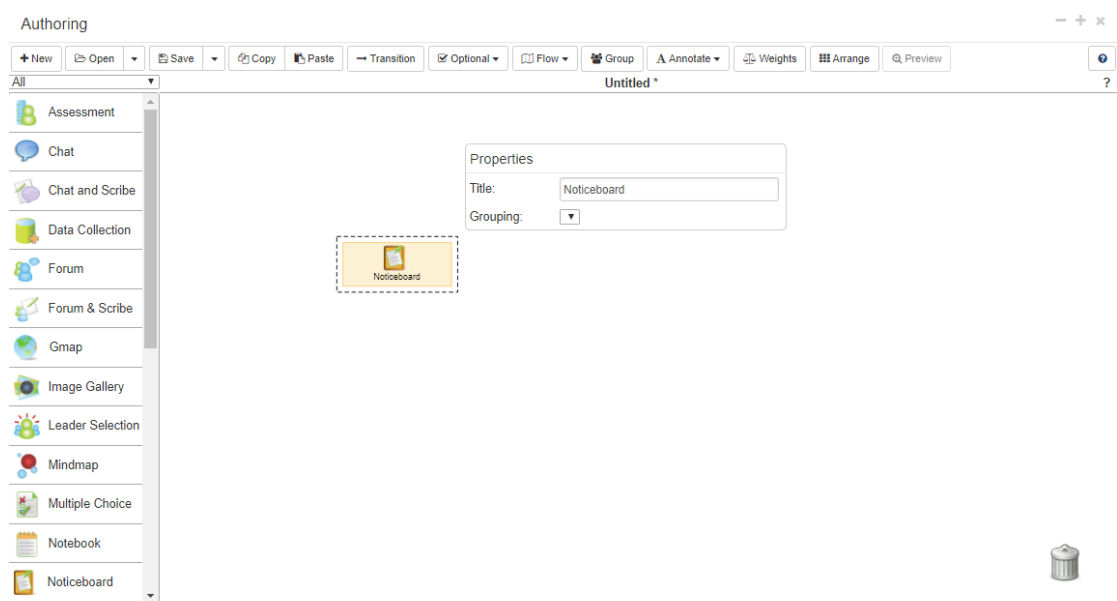 Authoring
New Open Save Copy Paste Transition Optional Flow Group Annotate Weights Arrange Preview
All
Untitled *
?
Assessment
Chat
Chat and Scribe
Data Collection
Forum
Forum & Scribe
Gmap
Image Gallery
Leader Selection
Mindmap
Multiple Choice
Notebook
Noticeboard
Properties
Title: Noticeboard
Grouping:
Noticeboard